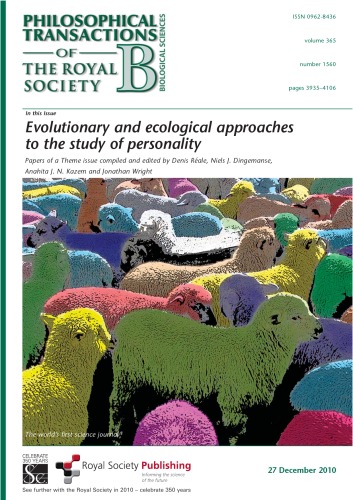 PHILOSOPHICAL
TRANSACTIONS
OF
THE ROYAL
SOCIETY
B
BIOLOGICAL SCIENCES
ISSN 0962-8436
volume 365
number 1560
pages 3935–4106
In this issue
Evolutionary and ecological approaches
to the study of personality
Papers of a Theme issue compiled and edited by Denis Réale, Niels J. Dingemanse,
Anahita J. N. Kazem and Jonathan Wright
The world's first science journal
CELEBRATE
350 YEARS
Royal Society Publishing
Informing the science
of the future
27 December 2010
See further with the Royal Society in 2010 – celebrate 350 years